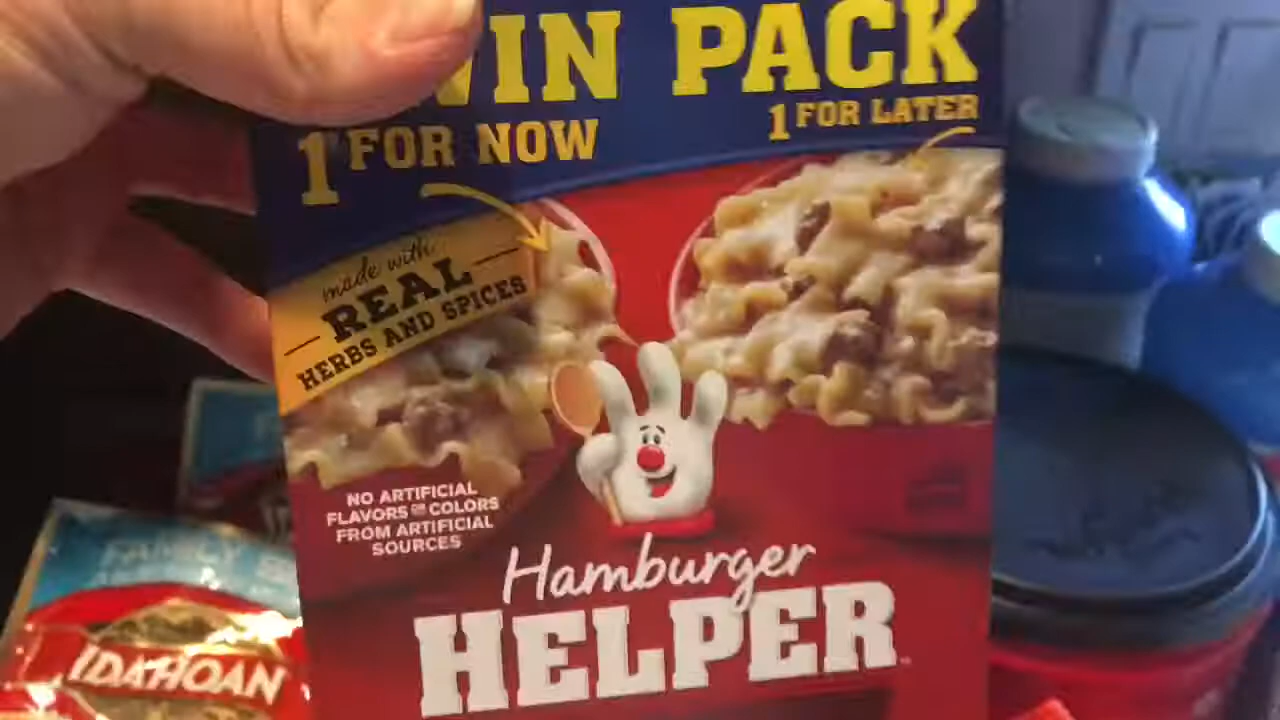 WIN PACK
1 FOR NOW
1 FOR LATER
made with
REAL
HERBS AND SPICES
NO ARTIFICIAL
FLAVORS OR COLORS
FROM ARTIFICIAL
SOURCES
Hamburger
HELPER
FAMILY
IDAHOAN